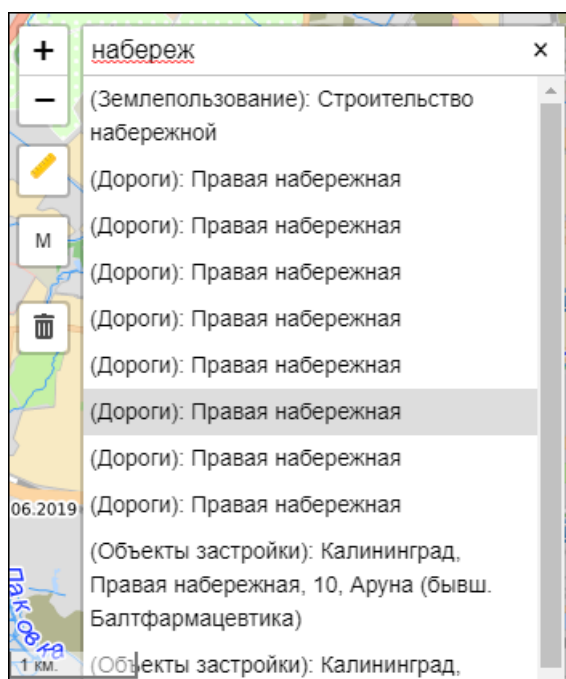 +
набереж ×
−
(Землепользование): Строительство
набережной
(Дороги): Правая набережная
(Дороги): Правая набережная
М
(Дороги): Правая набережная
(Дороги): Правая набережная
(Дороги): Правая набережная
(Дороги): Правая набережная
(Дороги): Правая набережная
06.2019
(Дороги): Правая набережная
(Объекты застройки): Калининград,
Правая набережная, 10, Аруна (бывш.
Балтфармацевтика)
Паковка
1 км.
(Объекты застройки): Калининград,